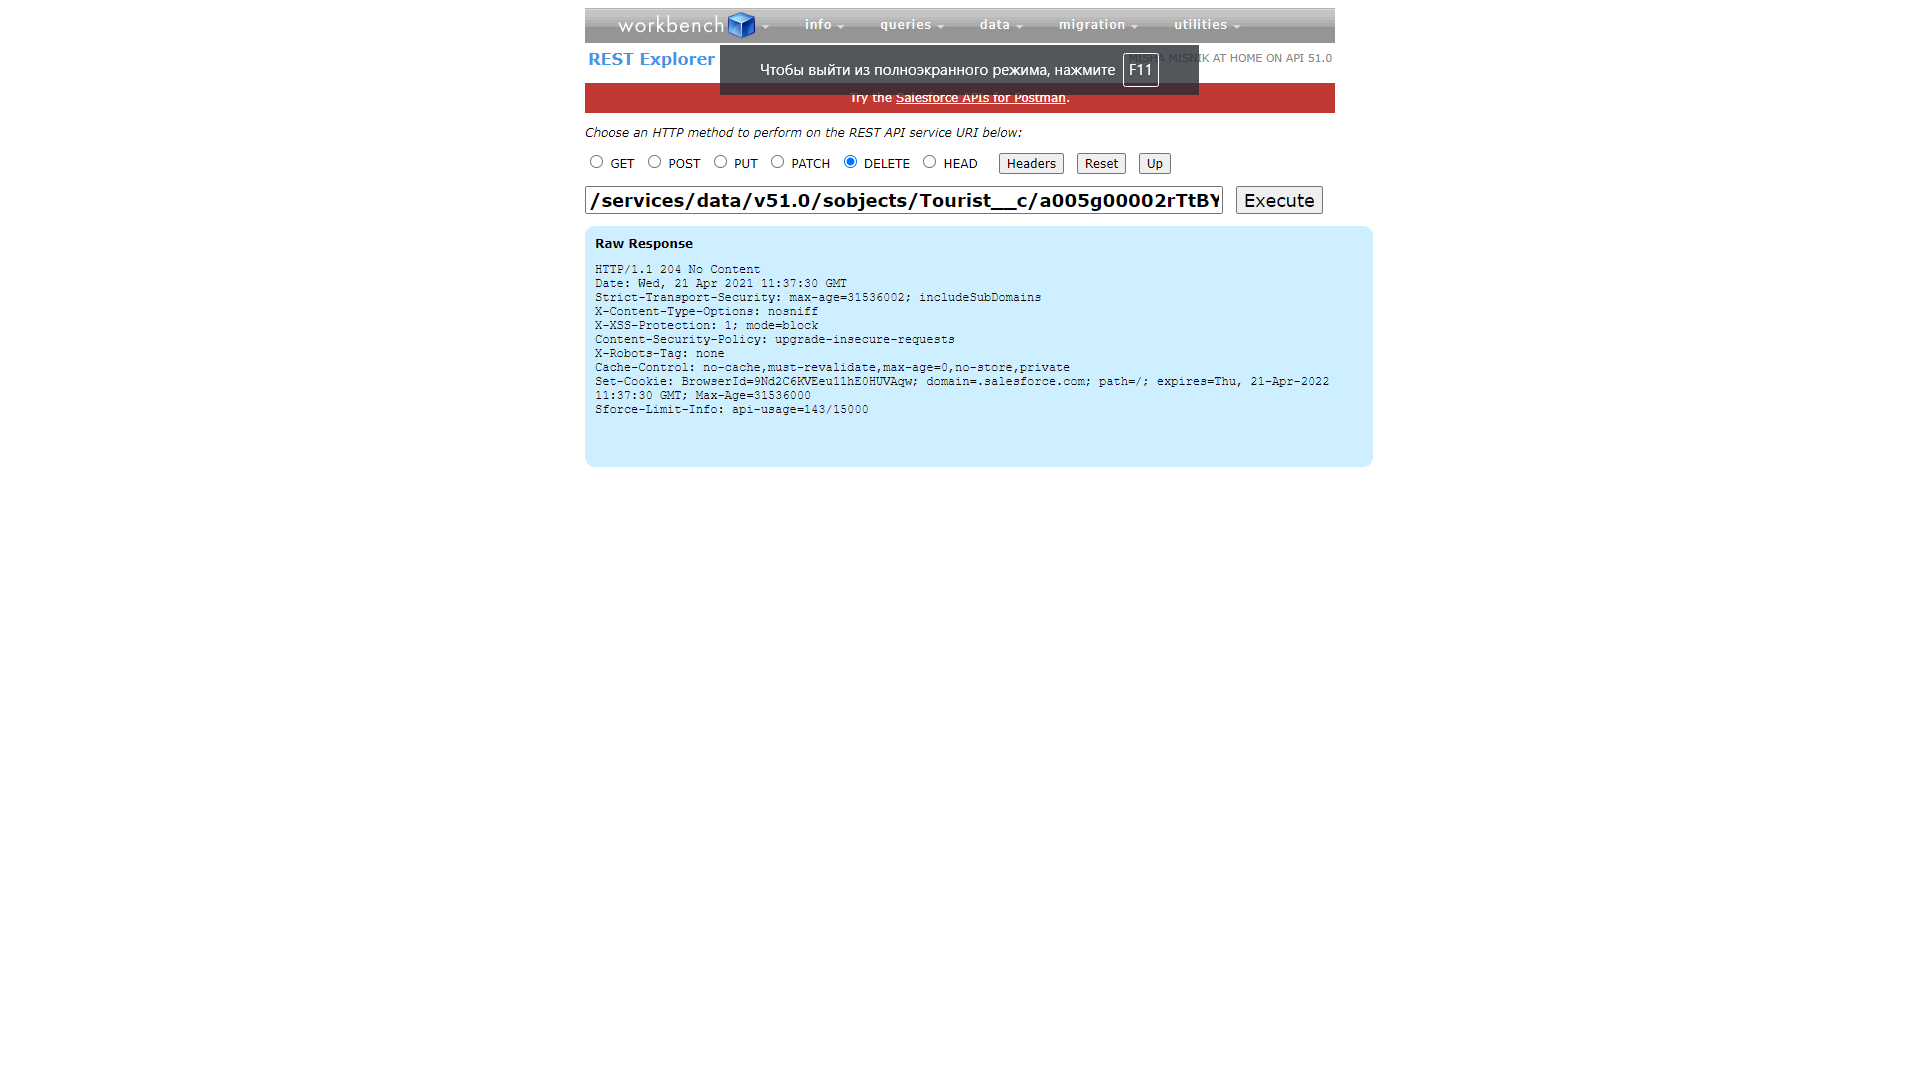 workbench info queries data migration utilities
REST Explorer
MISNIK AT HOME ON API 51.0
Чтобы выйти из полноэкранного режима, нажмите F11
Try the Salesforce APIs for Postman.
Choose an HTTP method to perform on the REST API service URI below:
GET POST PUT PATCH DELETE HEAD Headers Reset Up
/services/data/v51.0/sobjects/Tourist__c/a005g00002rTtBY Execute
Raw Response
HTTP/1.1 204 No Content
Date: Wed, 21 Apr 2021 11:37:30 GMT
Strict-Transport-Security: max-age=31536002; includeSubDomains
X-Content-Type-Options: nosniff
X-XSS-Protection: 1; mode=block
Content-Security-Policy: upgrade-insecure-requests
X-Robots-Tag: none
Cache-Control: no-cache,must-revalidate,max-age=0,no-store,private
Set-Cookie: BrowserId=9Nd2C6KVEeu11hE0HUVAqw; domain=.salesforce.com; path=/; expires=Thu, 21-Apr-2022
11:37:30 GMT; Max-Age=31536000
Sforce-Limit-Info: api-usage=143/15000